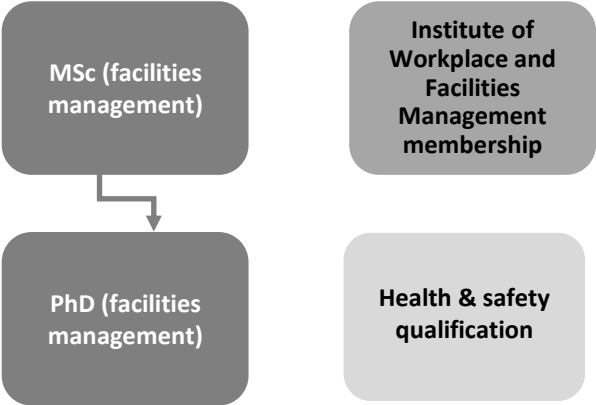 MSc (facilities
management)
Institute of
Workplace and
Facilities
Management
membership
PhD (facilities
management)
Health & safety
qualification